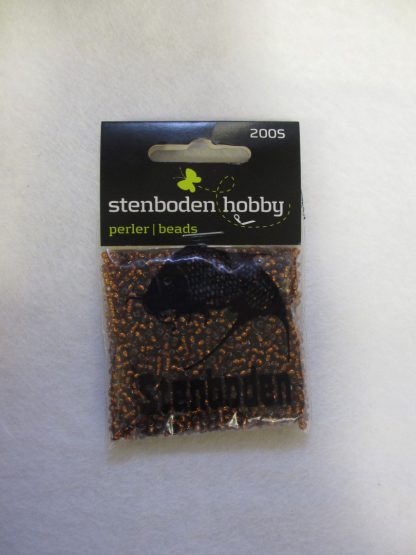 200S
stenboden hobby
perler | beads
Stenboden